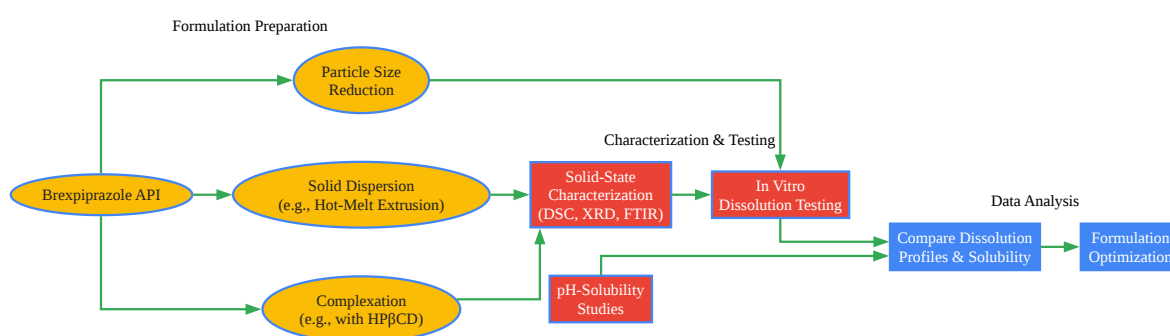 Formulation Preparation
Particle Size
Reduction
Characterization & Testing
Brexpiprazole API
Solid Dispersion
(e.g., Hot-Melt Extrusion)
Solid-State
Characterization
(DSC, XRD, FTIR)
In Vitro
Dissolution Testing
Data Analysis
Compare Dissolution
Profiles & Solubility
Formulation
Optimization
Complexation
(e.g., with HPβCD)
pH-Solubility
Studies